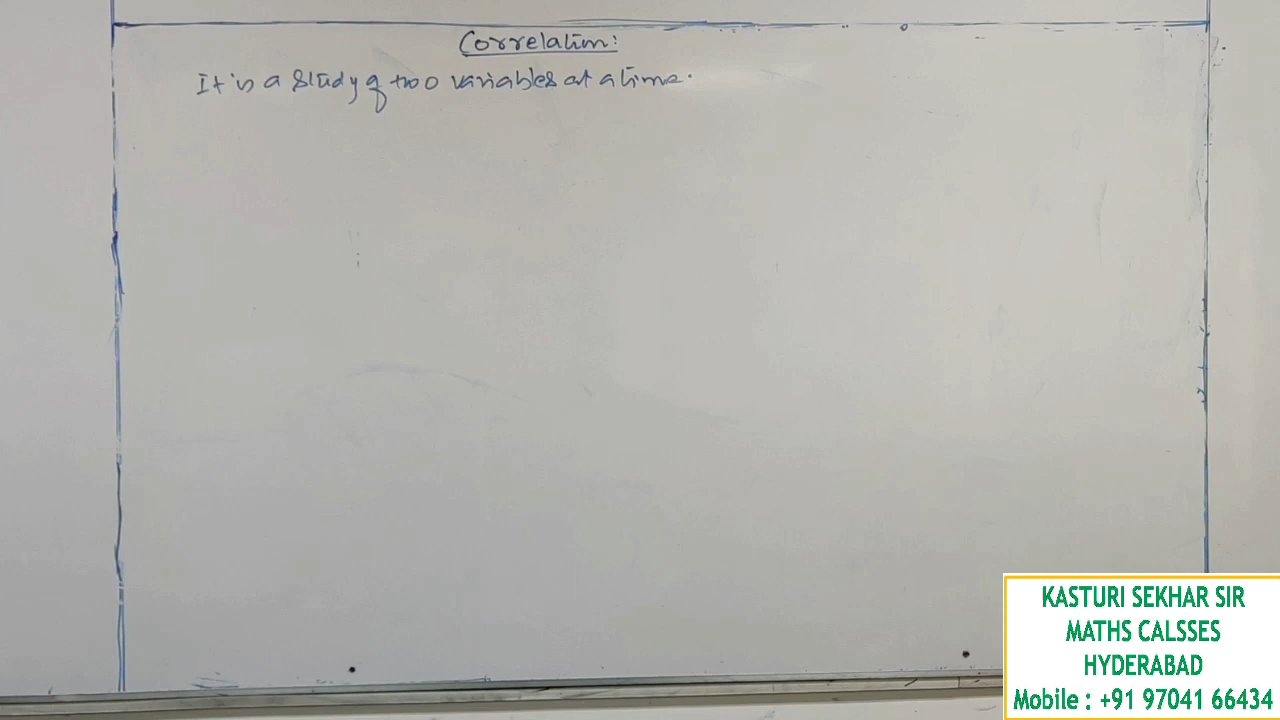 Correlation:
It is a study of two variables at a time.
KASTURI SEKHAR SIR
MATHS CALSSES
HYDERABAD
Mobile : +91 97041 66434